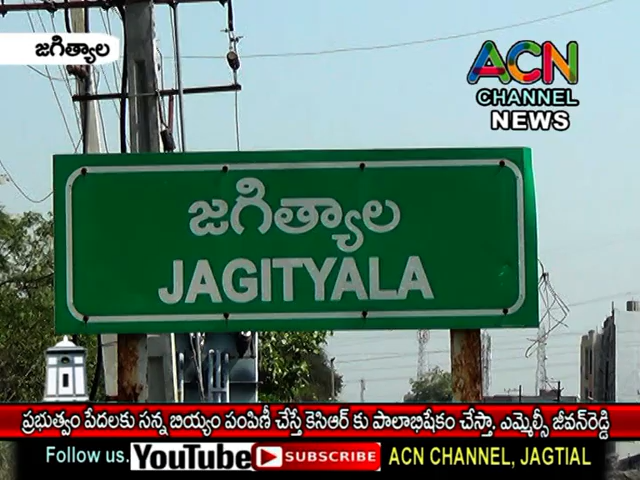 జగిత్యాల
ACN
CHANNEL
NEWS
జగిత్యాల
JAGITYALA
ప్రభుత్వం పేదలకు సన్న బియ్యం పంపిణీ చేస్తే కెసిఆర్ కు పాలాభిషేకం చేస్తా, ఎమ్మెల్సీ జీవన్‌రెడ్డి
Follow us. YouTube SUBSCRIBE ACN CHANNEL, JAGTIAL